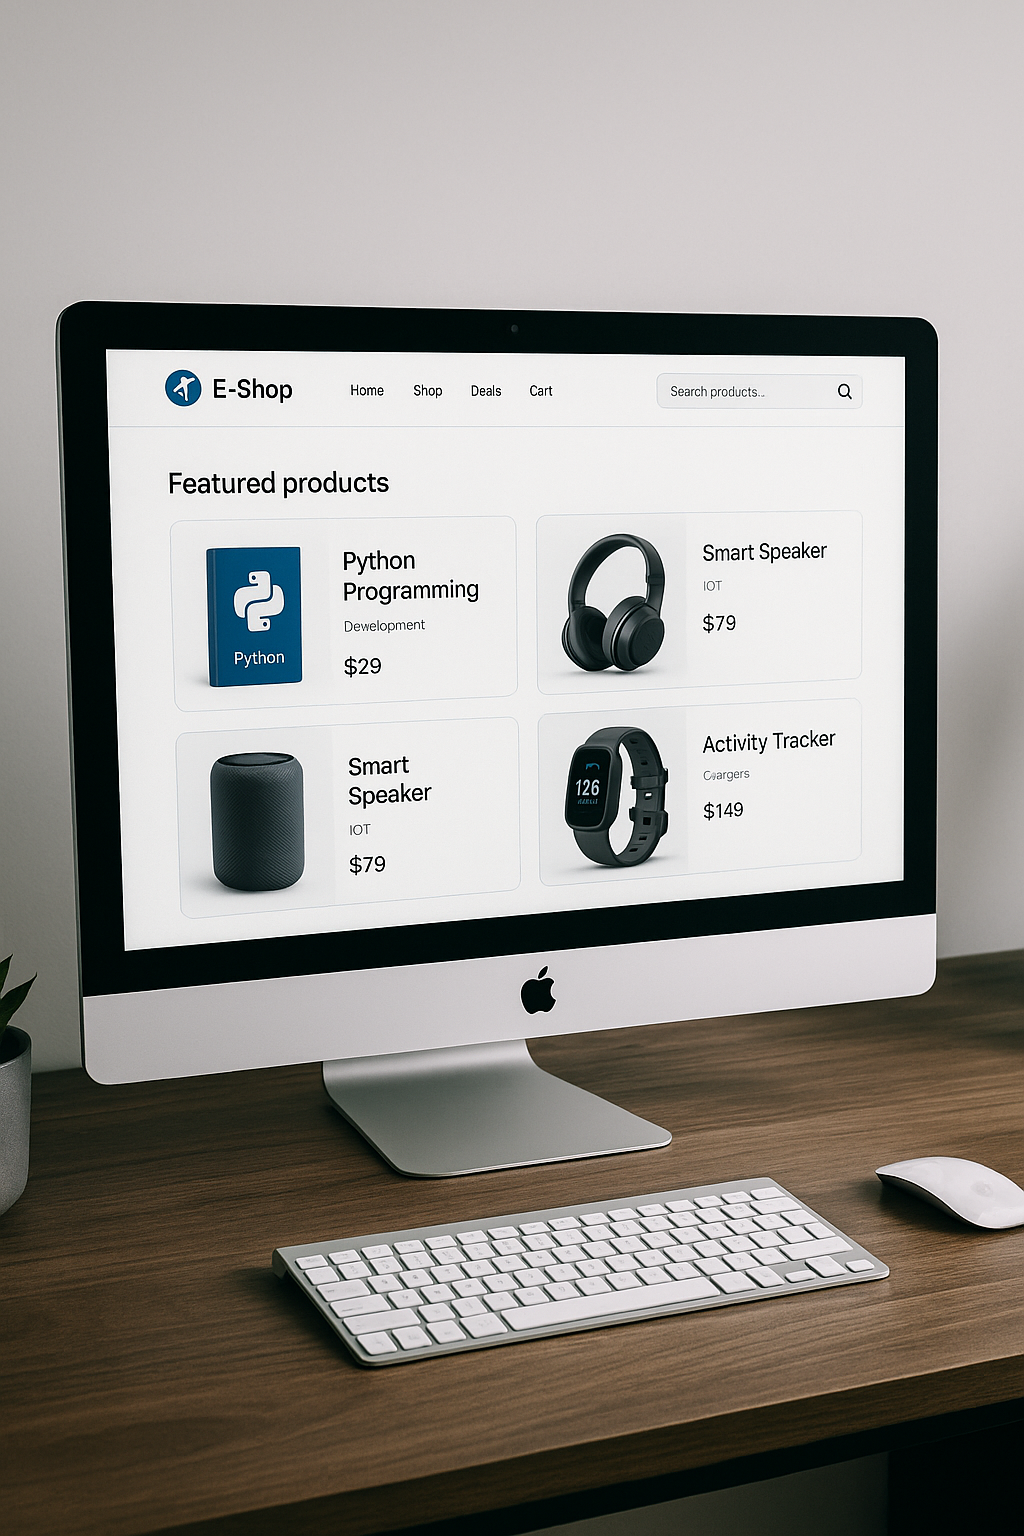 E-Shop
Home
Shop
Deals
Cart
Search products...
Featured products
Python
Python
Programming
Dewelopment
$29
Smart Speaker
IOT
$79
Smart
Speaker
IOT
$79
126
Activity Tracker
$149